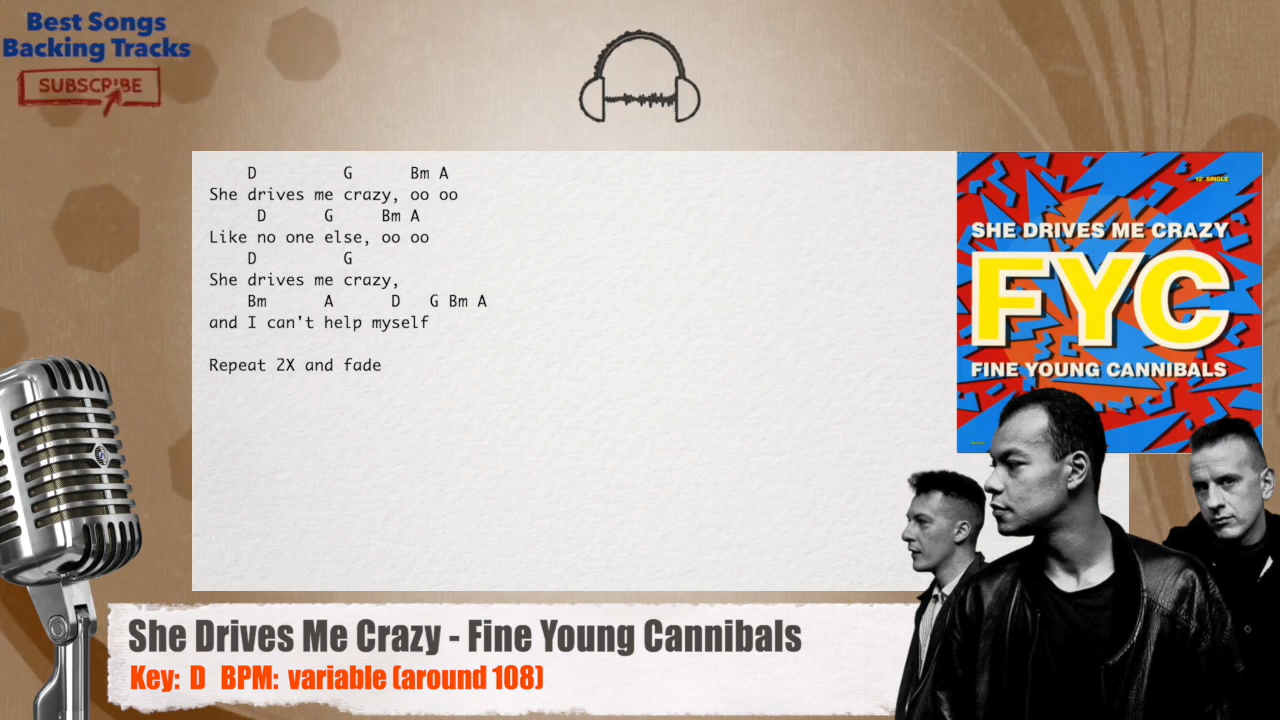 Best Songs
Backing Tracks
SUBSCRIBE
    D         G      Bm A
She drives me crazy, oo oo
     D      G     Bm A
Like no one else, oo oo
    D         G
She drives me crazy,
    Bm      A      D   G Bm A
and I can't help myself
Repeat 2X and fade
12" SINGLE
SHE DRIVES ME CRAZY
FYC
FINE YOUNG CANNIBALS
She Drives Me Crazy - Fine Young Cannibals
Key: D BPM: variable (around 108)